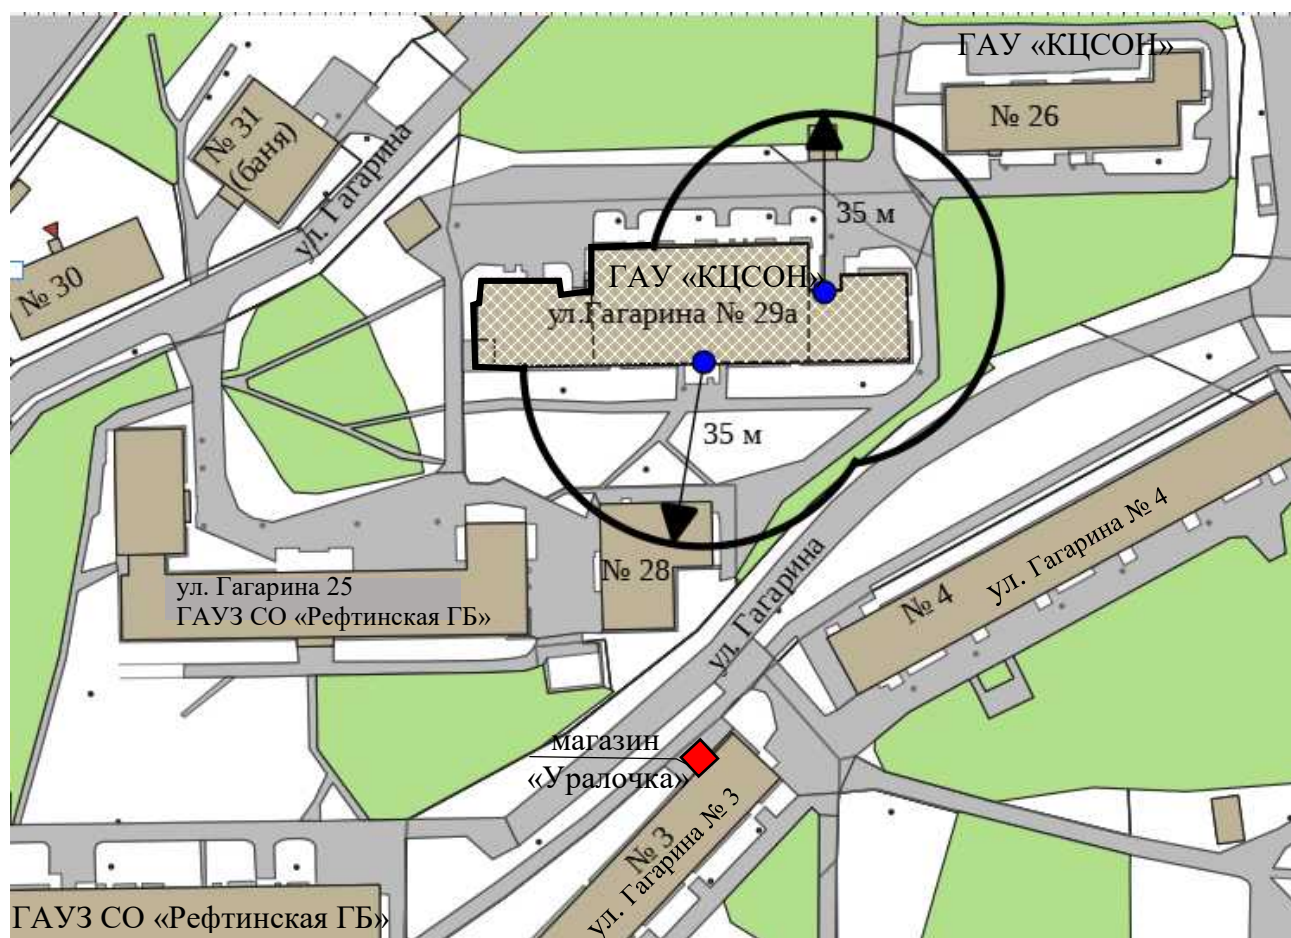 ГАУ «КЦСОН»
№ 26
№ 31
(баня)
ул. Гагарина
35 м
№ 30
ГАУ «КЦСОН»
ул.Гагарина № 29а
35 м
ул. Гагарина № 4
№ 4
№ 28
ул. Гагарина
ул. Гагарина 25
ГАУЗ СО «Рефтинская ГБ»
магазин
«Уралочка»
№ 3
ул. Гагарина № 3
ГАУЗ СО «Рефтинская ГБ»